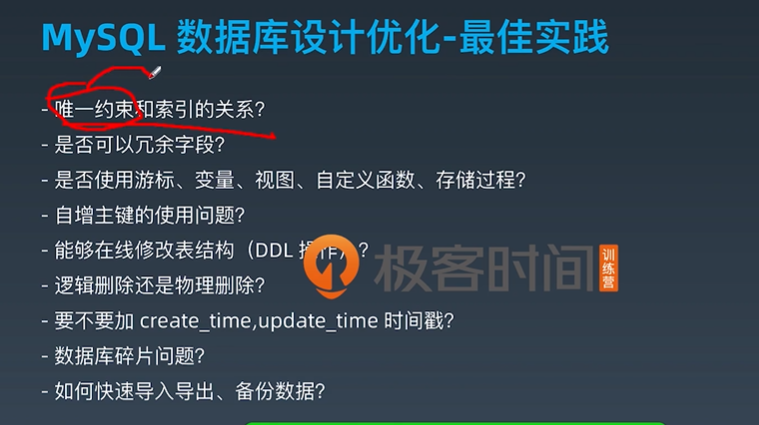 MySQL 数据库设计优化-最佳实践
- 唯一约束和索引的关系?
- 是否可以冗余字段?
- 是否使用游标、变量、视图、自定义函数、存储过程?
- 自增主键的使用问题?
- 能够在线修改表结构（DDL 操作）?
极客时间
训练营
- 逻辑删除还是物理删除?
- 要不要加 create_time,update_time 时间戳?
- 数据库碎片问题?
- 如何快速导入导出、备份数据?